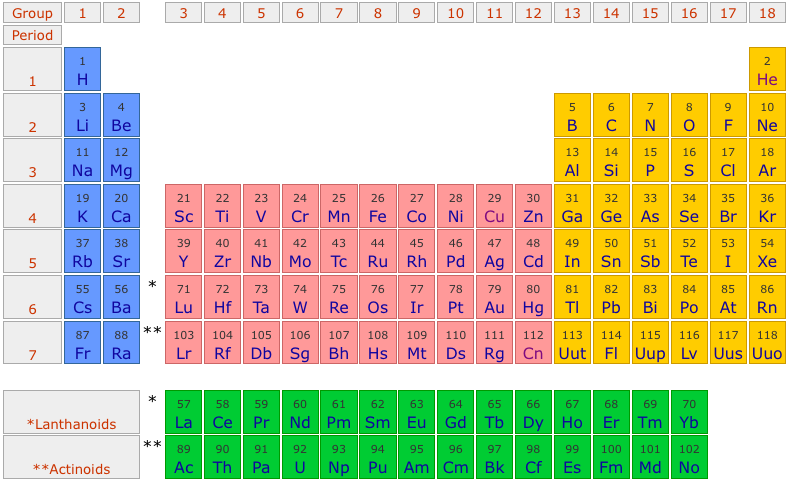 Group 1 2 3 4 5 6 7 8 9 10 11 12 13 14 15 16 17 18
Period
1 2
1 H He
3 4 5 6 7 8 9 10
2 Li Be B C N O F Ne
11 12 13 14 15 16 17 18
3 Na Mg Al Si P S Cl Ar
19 20 21 22 23 24 25 26 27 28 29 30 31 32 33 34 35 36
4 K Ca Sc Ti V Cr Mn Fe Co Ni Cu Zn Ga Ge As Se Br Kr
37 38 39 40 41 42 43 44 45 46 47 48 49 50 51 52 53 54
5 Rb Sr Y Zr Nb Mo Tc Ru Rh Pd Ag Cd In Sn Sb Te I Xe
55 56 * 71 72 73 74 75 76 77 78 79 80 81 82 83 84 85 86
6 Cs Ba Lu Hf Ta W Re Os Ir Pt Au Hg Tl Pb Bi Po At Rn
87 88 ** 103 104 105 106 107 108 109 110 111 112 113 114 115 116 117 118
7 Fr Ra Lr Rf Db Sg Bh Hs Mt Ds Rg Cn Uut Fl Uup Lv Uus Uuo
* 57 58 59 60 61 62 63 64 65 66 67 68 69 70
*Lanthanoids La Ce Pr Nd Pm Sm Eu Gd Tb Dy Ho Er Tm Yb
** 89 90 91 92 93 94 95 96 97 98 99 100 101 102
**Actinoids Ac Th Pa U Np Pu Am Cm Bk Cf Es Fm Md No